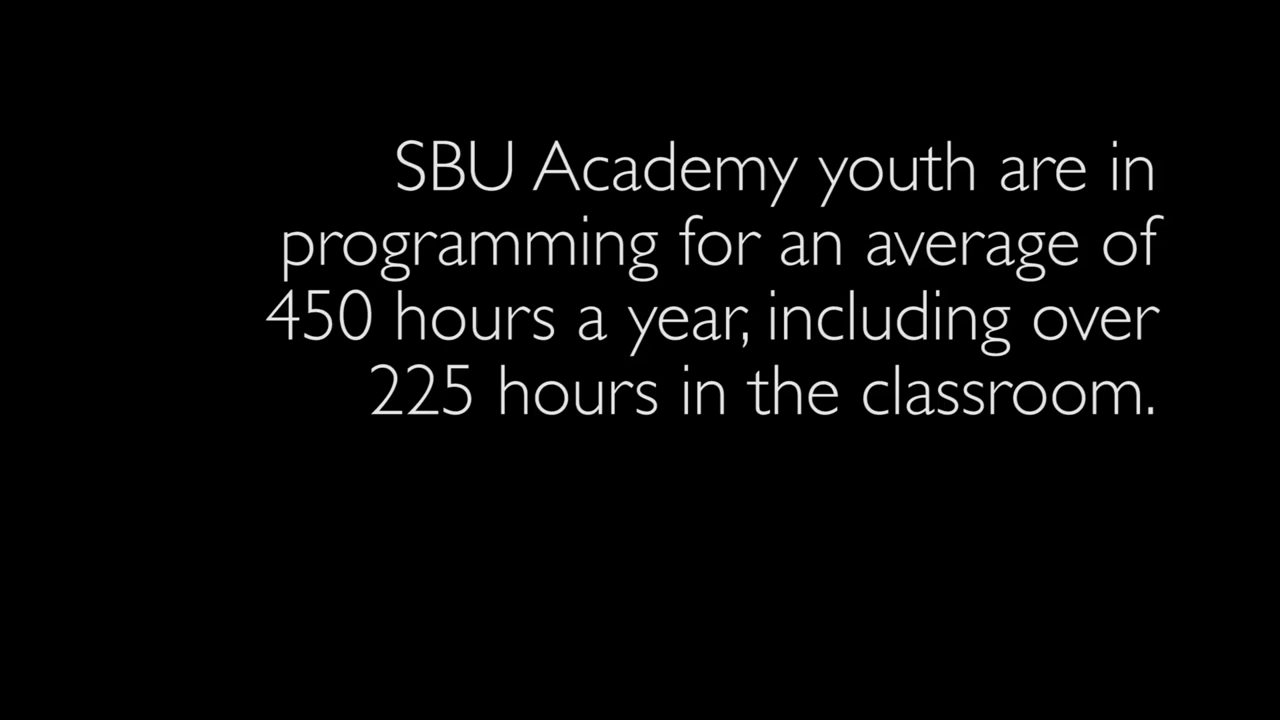 SBU Academy youth are in
programming for an average of
450 hours a year, including over
225 hours in the classroom.